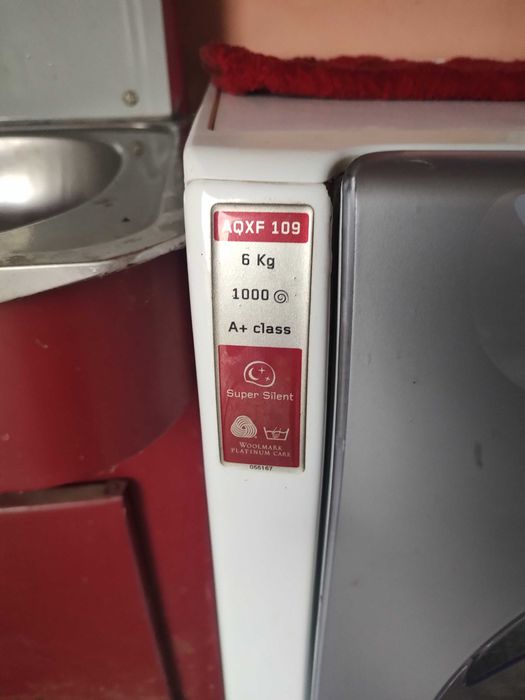 AQXF 109
6 Kg
1000
A+ class
Super Silent
WOOLMARK
PLATINUM CARE
055167